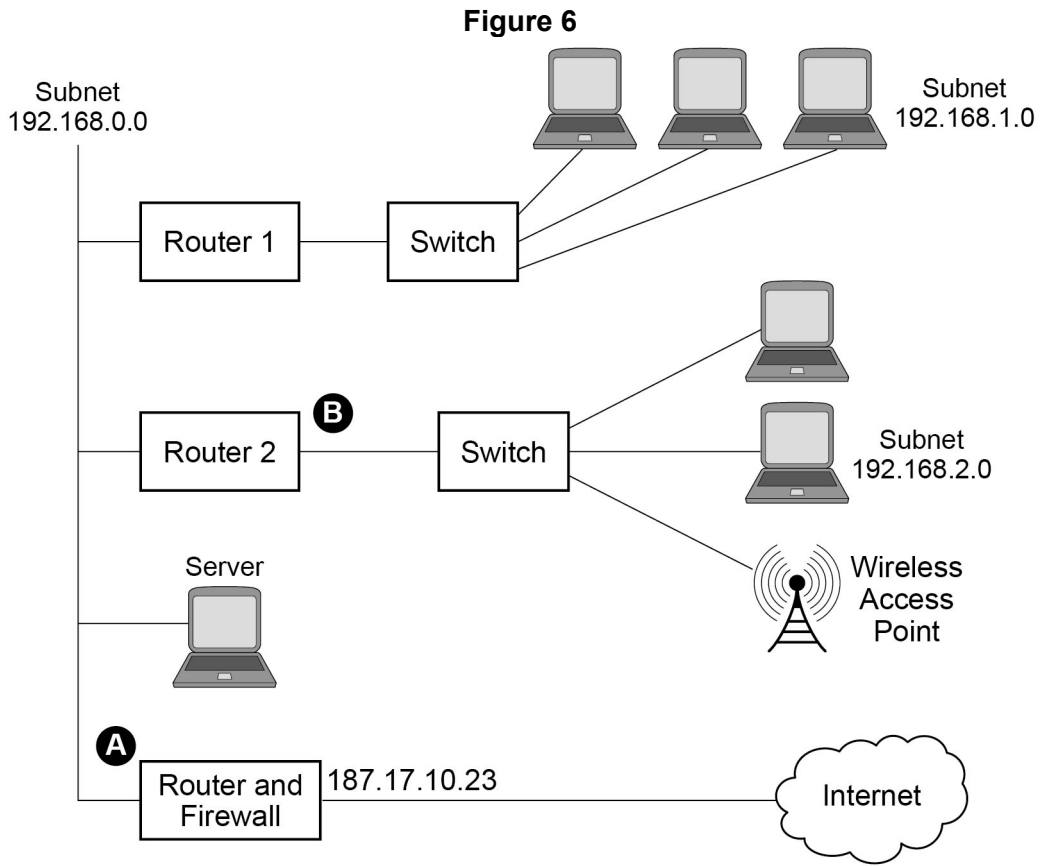 Figure 6
Subnet
192.168.0.0
Subnet
192.168.1.0
Router 1
Switch
B
Router 2
Switch
Subnet
192.168.2.0
Server
Wireless
Access
Point
A
Router and
Firewall
187.17.10.23
Internet